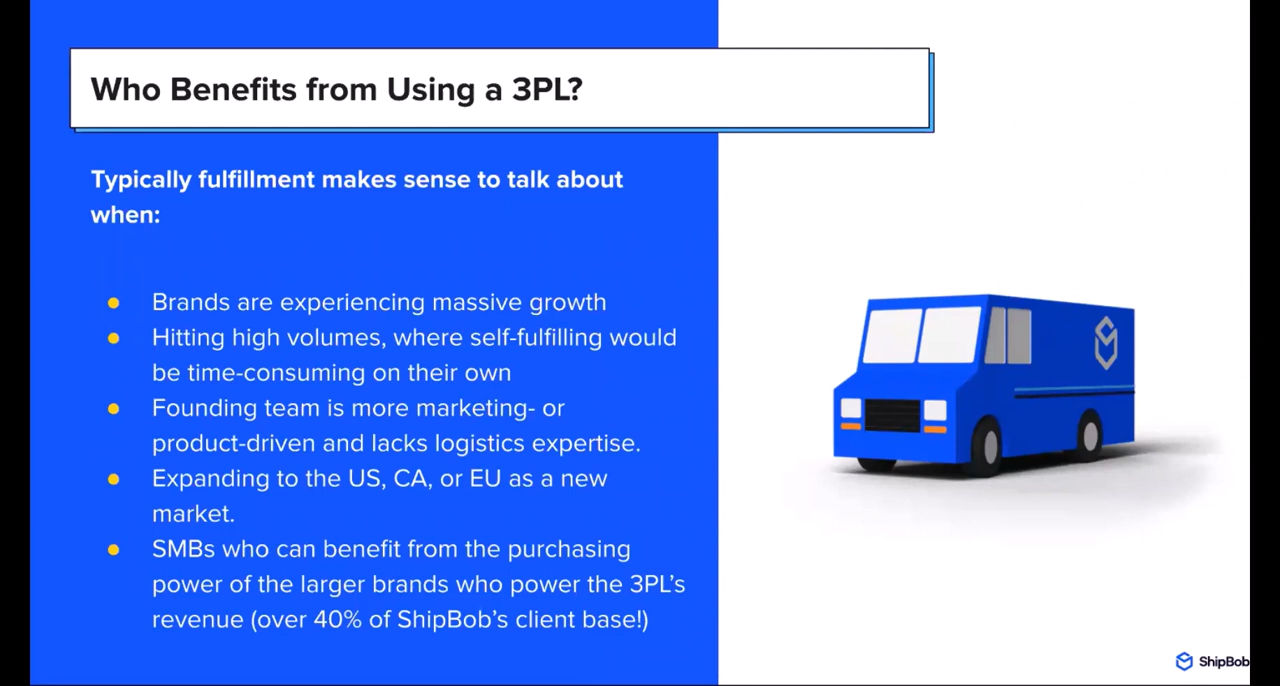 Who Benefits from Using a 3PL?
Typically fulfillment makes sense to talk about
when:
● Brands are experiencing massive growth
● Hitting high volumes, where self-fulfilling would
be time-consuming on their own
● Founding team is more marketing- or
product-driven and lacks logistics expertise.
● Expanding to the US, CA, or EU as a new
market.
● SMBs who can benefit from the purchasing
power of the larger brands who power the 3PL’s
revenue (over 40% of ShipBob’s client base!)
ShipBob